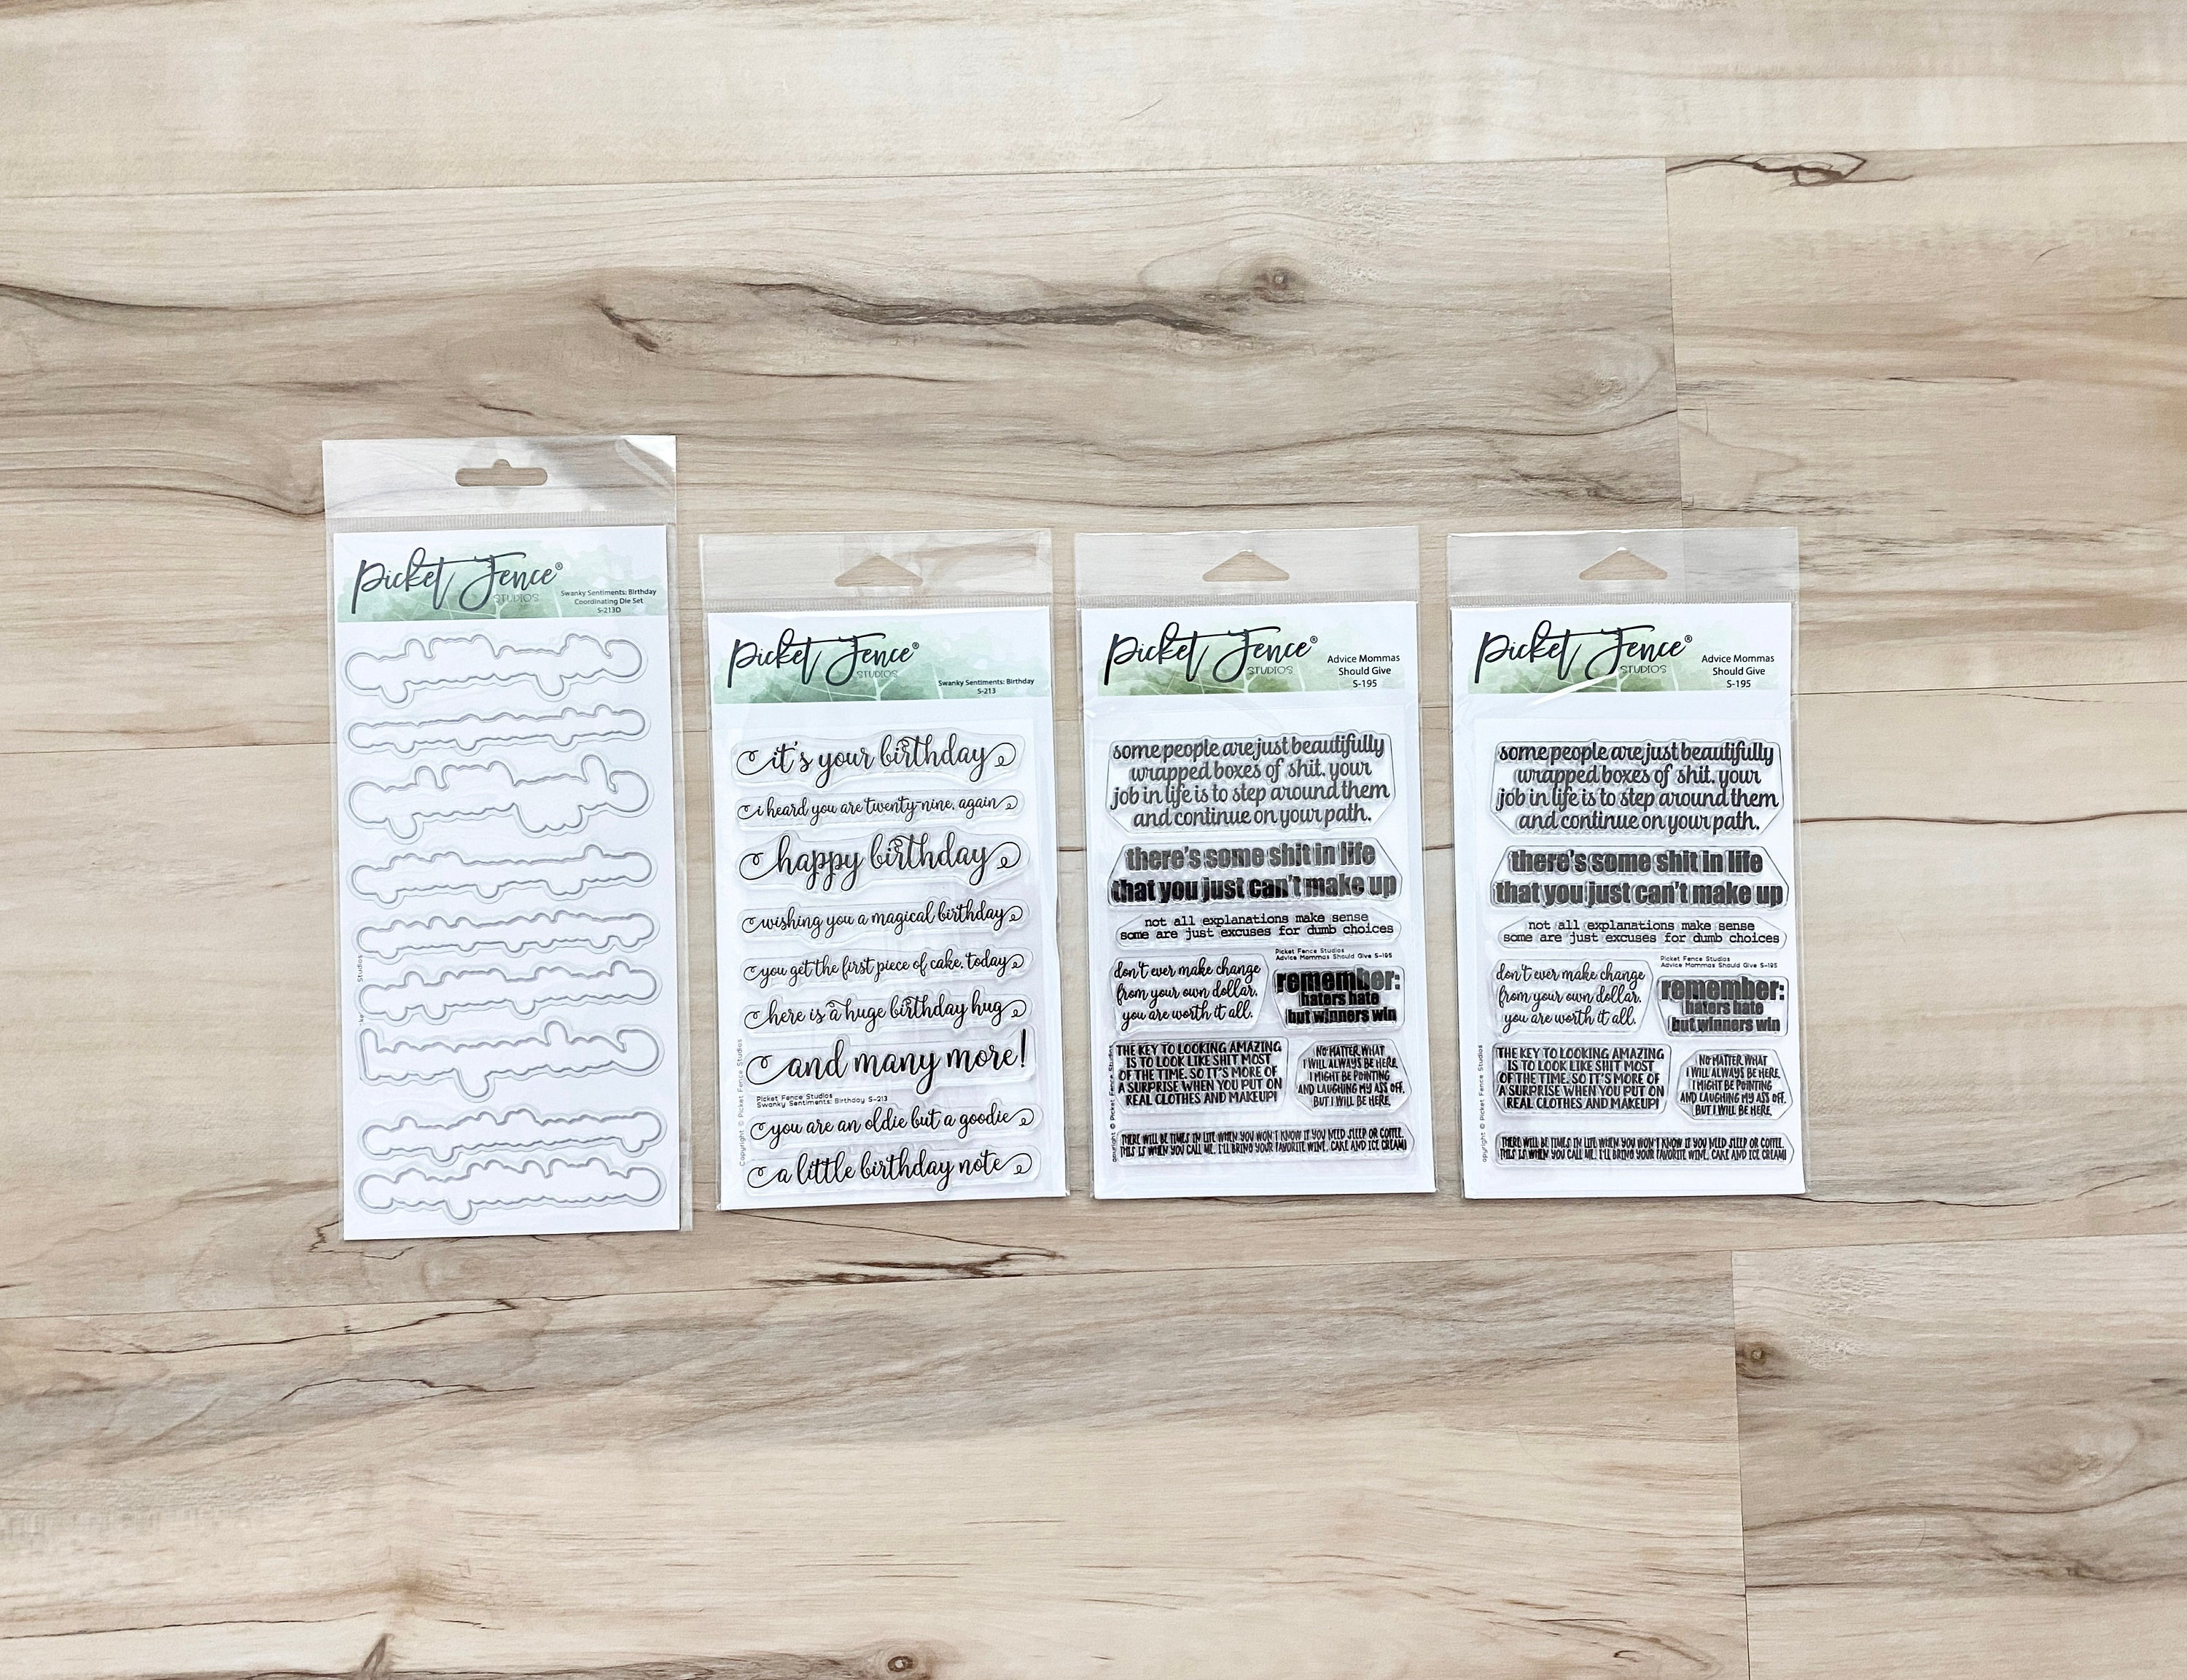 Picket Fence®
STUDIOS
Swanky Sentiments: Birthday
Coordinating Die Set
S-213D
Studios
Picket Fence®
STUDIOS
Swanky Sentiments: Birthday
S-213
it's your birthday
i heard you are twenty-nine, again
happy birthday
wishing you a magical birthday
you get the first piece of cake, today
here is a huge birthday hug
and many more!
Picket Fence Studios
Swanky Sentiments: Birthday S-213
you are an oldie but a goodie
a little birthday note
Copyright © Picket Fence Studios
Picket Fence®
STUDIOS
Advice Mommas
Should Give
S-195
some people are just beautifully
wrapped boxes of shit. your
job in life is to step around them
and continue on your path.
there's some shit in life
that you just can't make up
not all explanations make sense
some are just excuses for dumb choices
Picket Fence Studios
Advice Mommas Should Give S-195
don't ever make change
from your own dollar.
you are worth it all.
remember:
haters hate
but winners win
THE KEY TO LOOKING AMAZING
IS TO LOOK LIKE SHIT MOST
OF THE TIME. SO IT'S MORE OF
A SURPRISE WHEN YOU PUT ON
REAL CLOTHES AND MAKEUP!
NO MATTER WHAT
I WILL ALWAYS BE HERE.
I MIGHT BE POINTING
AND LAUGHING MY ASS OFF,
BUT I WILL BE HERE.
THERE WILL BE TIMES IN LIFE WHEN YOU WON'T KNOW IF YOU NEED SLEEP OR COFFEE.
THIS IS WHEN YOU CALL ME. I'LL BRING YOUR FAVORITE WINE, CAKE AND ICE CREAM!
opyright © Picket Fence Studios
Picket Fence®
STUDIOS
Advice Mommas
Should Give
S-195
some people are just beautifully
wrapped boxes of shit. your
job in life is to step around them
and continue on your path.
there's some shit in life
that you just can't make up
not all explanations make sense
some are just excuses for dumb choices
Picket Fence Studios
Advice Mommas Should Give S-195
don't ever make change
from your own dollar.
you are worth it all.
remember:
haters hate
but winners win
THE KEY TO LOOKING AMAZING
IS TO LOOK LIKE SHIT MOST
OF THE TIME. SO IT'S MORE OF
A SURPRISE WHEN YOU PUT ON
REAL CLOTHES AND MAKEUP!
NO MATTER WHAT
I WILL ALWAYS BE HERE.
I MIGHT BE POINTING
AND LAUGHING MY ASS OFF,
BUT I WILL BE HERE.
THERE WILL BE TIMES IN LIFE WHEN YOU WON'T KNOW IF YOU NEED SLEEP OR COFFEE.
THIS IS WHEN YOU CALL ME. I'LL BRING YOUR FAVORITE WINE, CAKE AND ICE CREAM!
opyright © Picket Fence Studios